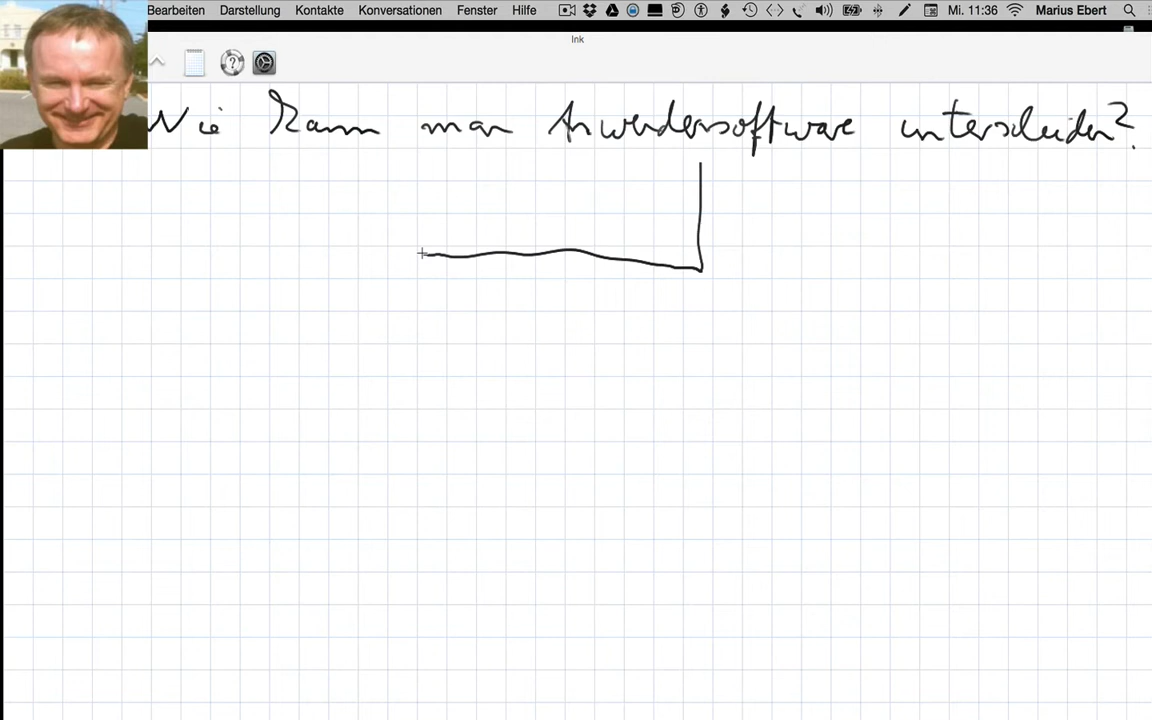 Bearbeiten Darstellung Kontakte Konversationen Fenster Hilfe Mi. 11:36 Marius Ebert
Ink
Wie kann man Anwendersoftware unterscheiden?